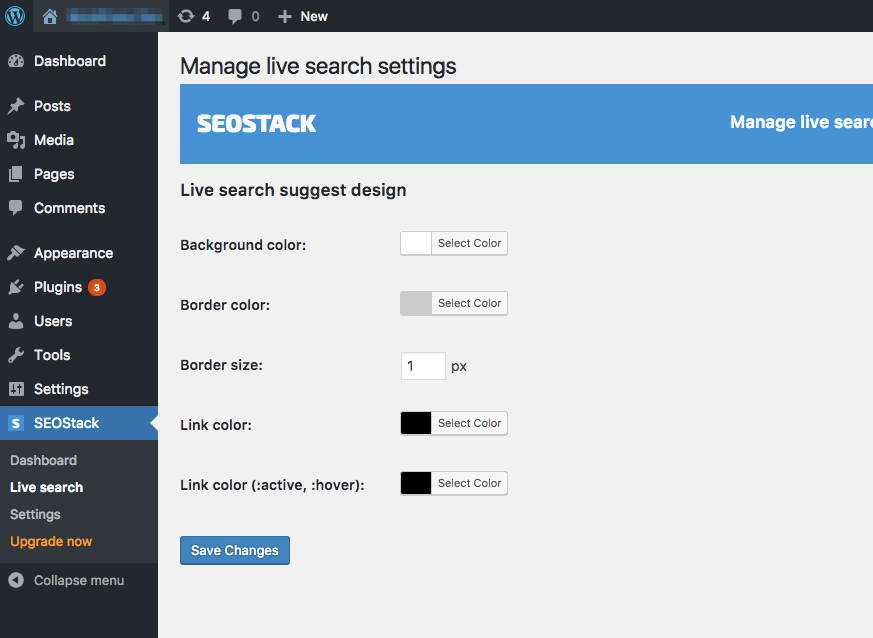 4 0 New
Dashboard
Posts
Media
Pages
Comments
Appearance
Plugins 3
Users
Tools
Settings
S SEOStack
Dashboard
Live search
Settings
Upgrade now
Collapse menu
Manage live search settings
SEOSTACK Manage live
Live search suggest design
Background color: Select Color
Border color: Select Color
Border size: 1 px
Link color: Select Color
Link color (:active, :hover): Select Color
Save Changes